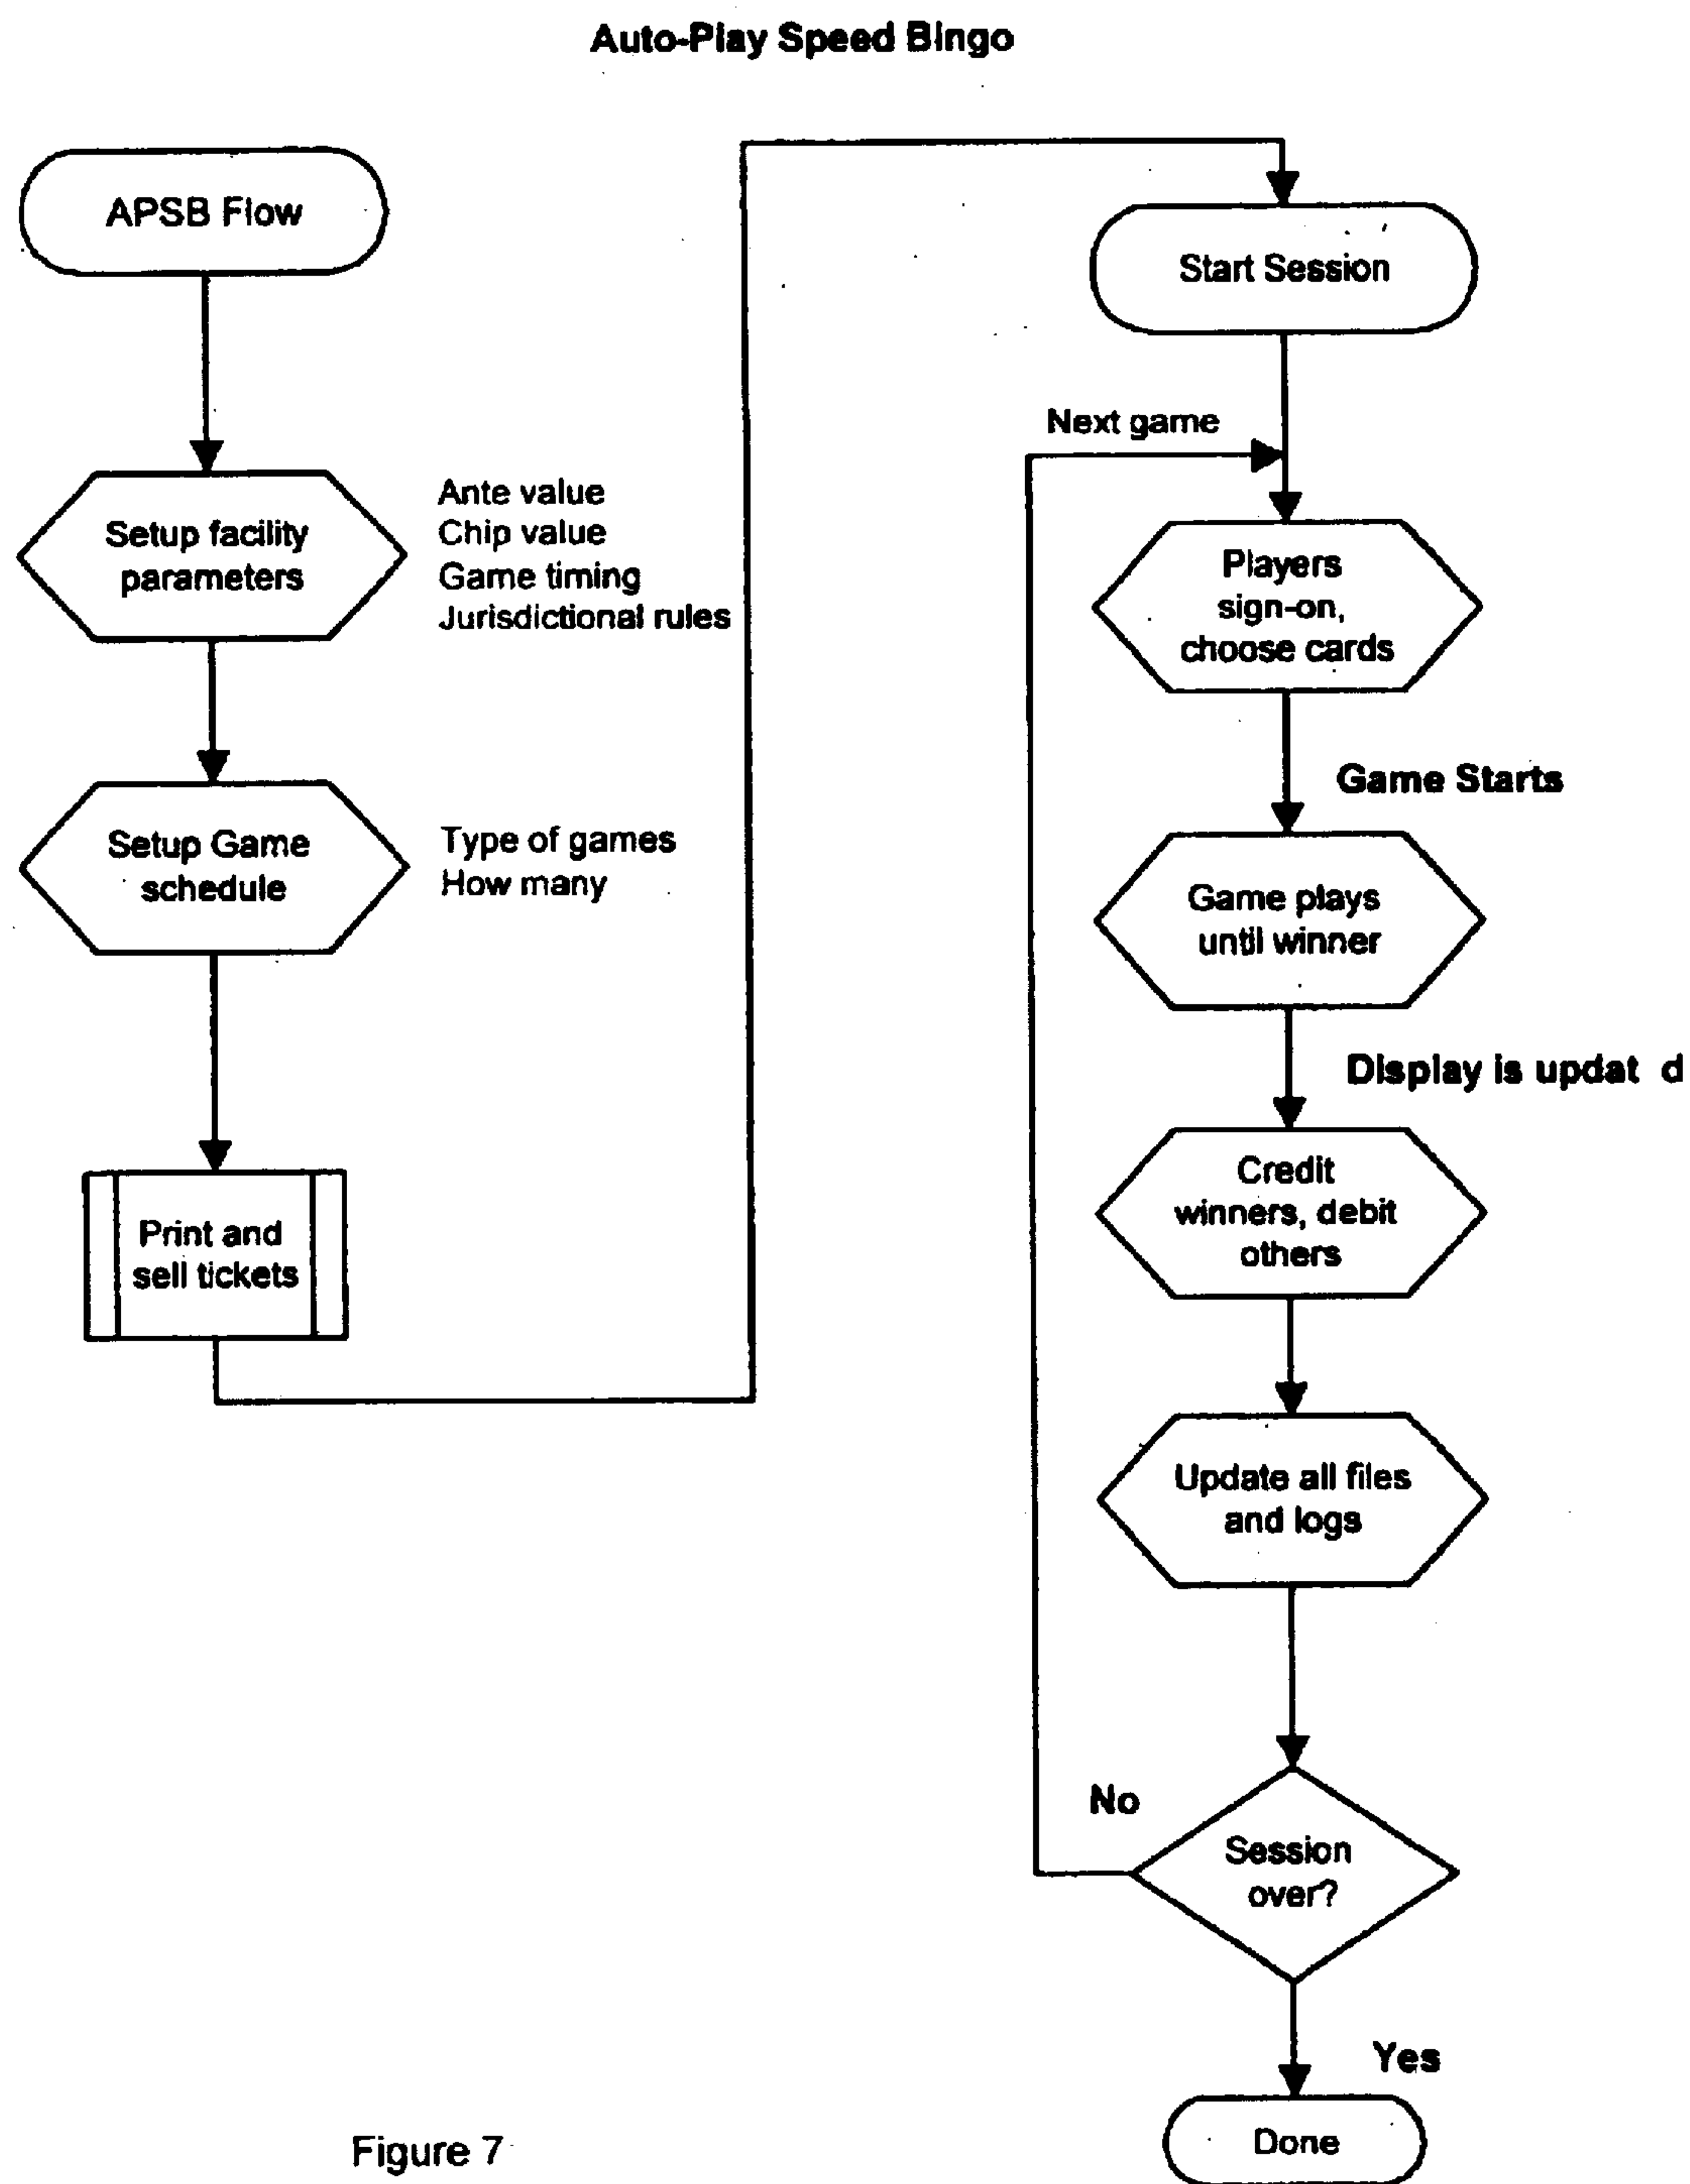 Auto-Play Speed Bingo
APSB Flow
Setup facility
parameters
Ante value
Chip value
Game timing
Jurisdictional rules
Setup Game
schedule
Type of games
How many
Print and
sell tickets
Start Session
Next game
Players
sign-on,
choose cards
Game Starts
Game plays
until winner
Display is updat d
Credit
winners, debit
others
Update all files
and logs
No
Session
over?
Yes
Done
Figure 7